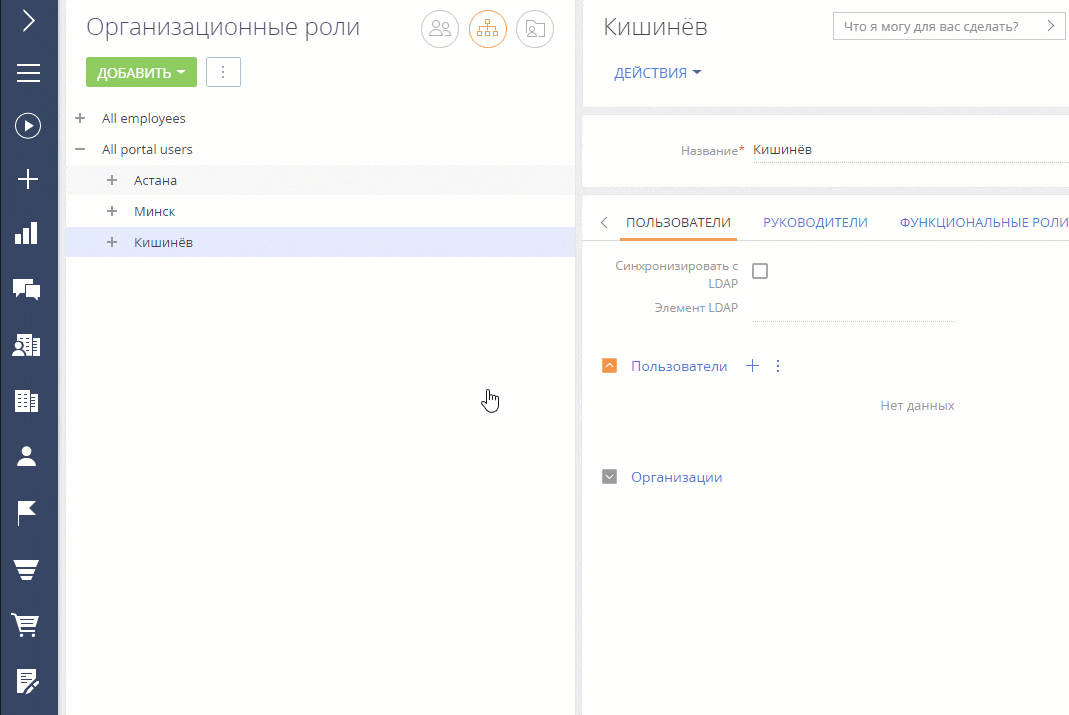 Организационные роли
ДОБАВИТЬ
All employees
All portal users
Астана
Минск
Кишинёв
Кишинёв
Что я могу для вас сделать?
ДЕЙСТВИЯ
Название* Кишинёв
ПОЛЬЗОВАТЕЛИ РУКОВОДИТЕЛИ ФУНКЦИОНАЛЬНЫЕ РОЛИ
Синхронизировать с
LDAP
Элемент LDAP
Пользователи
Нет данных
Организации